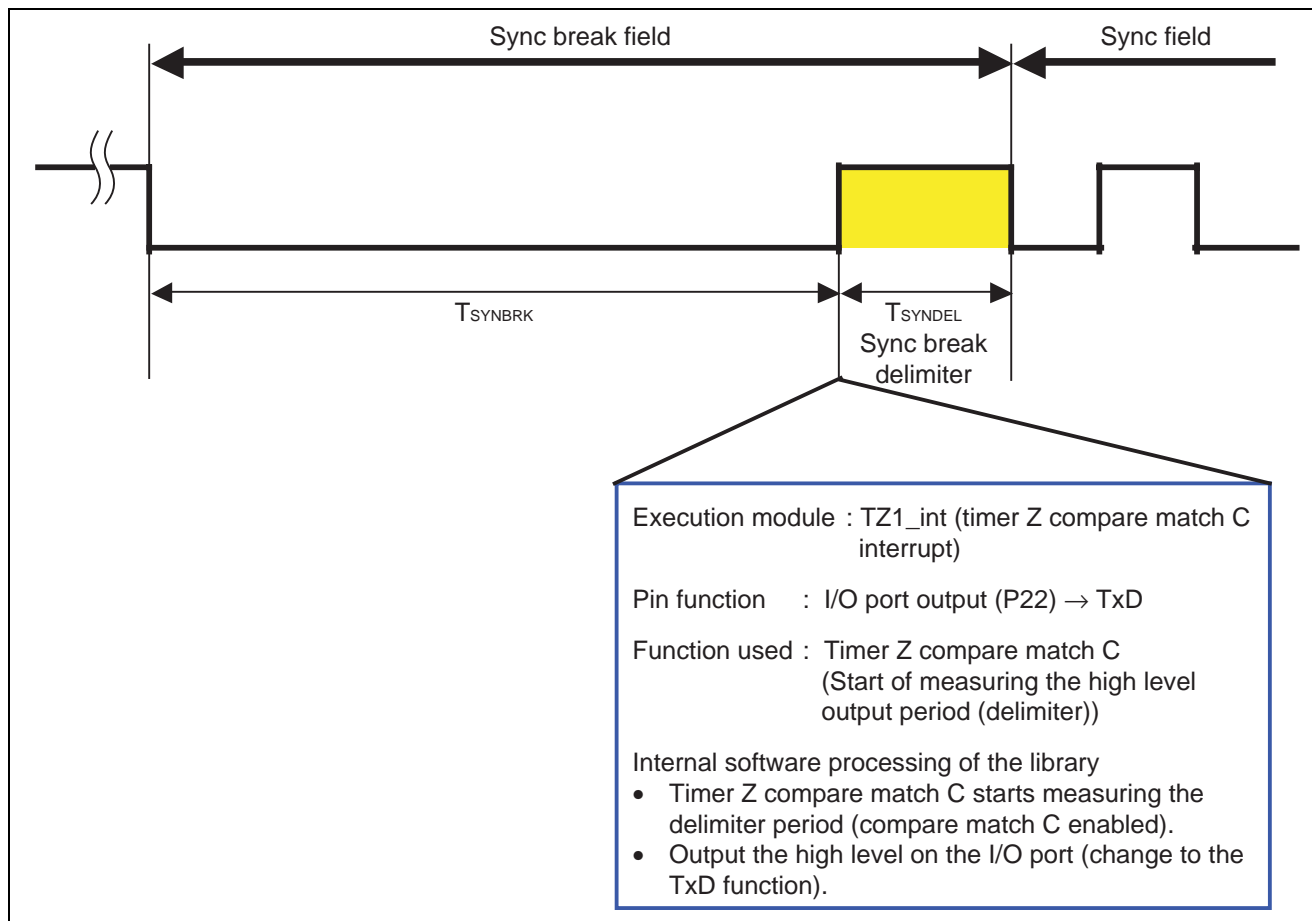 Sync break field
Sync field
TSYNBRK
TSYNDEL
Sync break
delimiter
Execution module : TZ1_int (timer Z compare match C
interrupt)
Pin function : I/O port output (P22) → TxD
Function used : Timer Z compare match C
(Start of measuring the high level
output period (delimiter))
Internal software processing of the library
• Timer Z compare match C starts measuring the
delimiter period (compare match C enabled).
• Output the high level on the I/O port (change to the
TxD function).